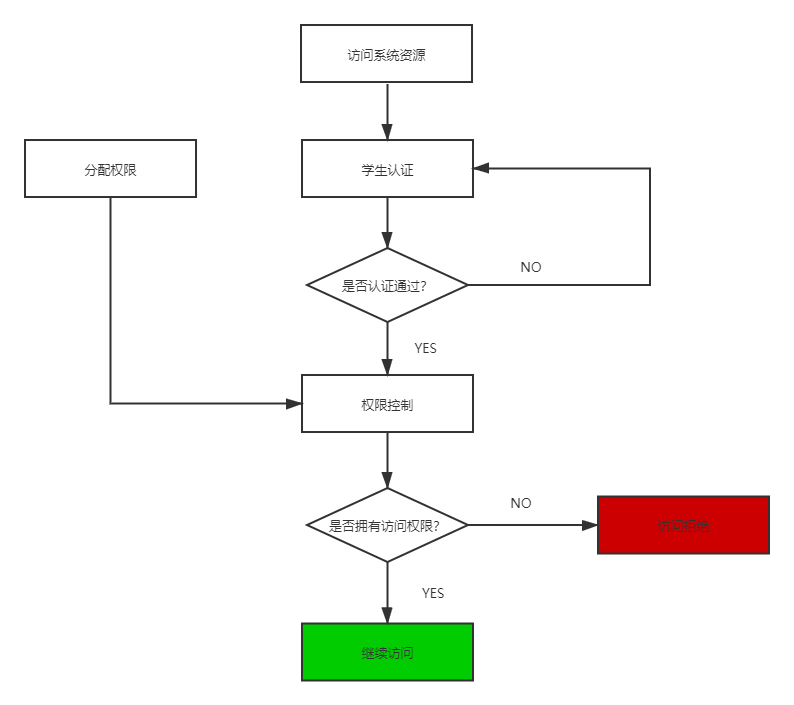 访问系统资源
分配权限
学生认证
是否认证通过?
NO
YES
权限控制
是否拥有访问权限?
NO
访问拒绝
YES
继续访问